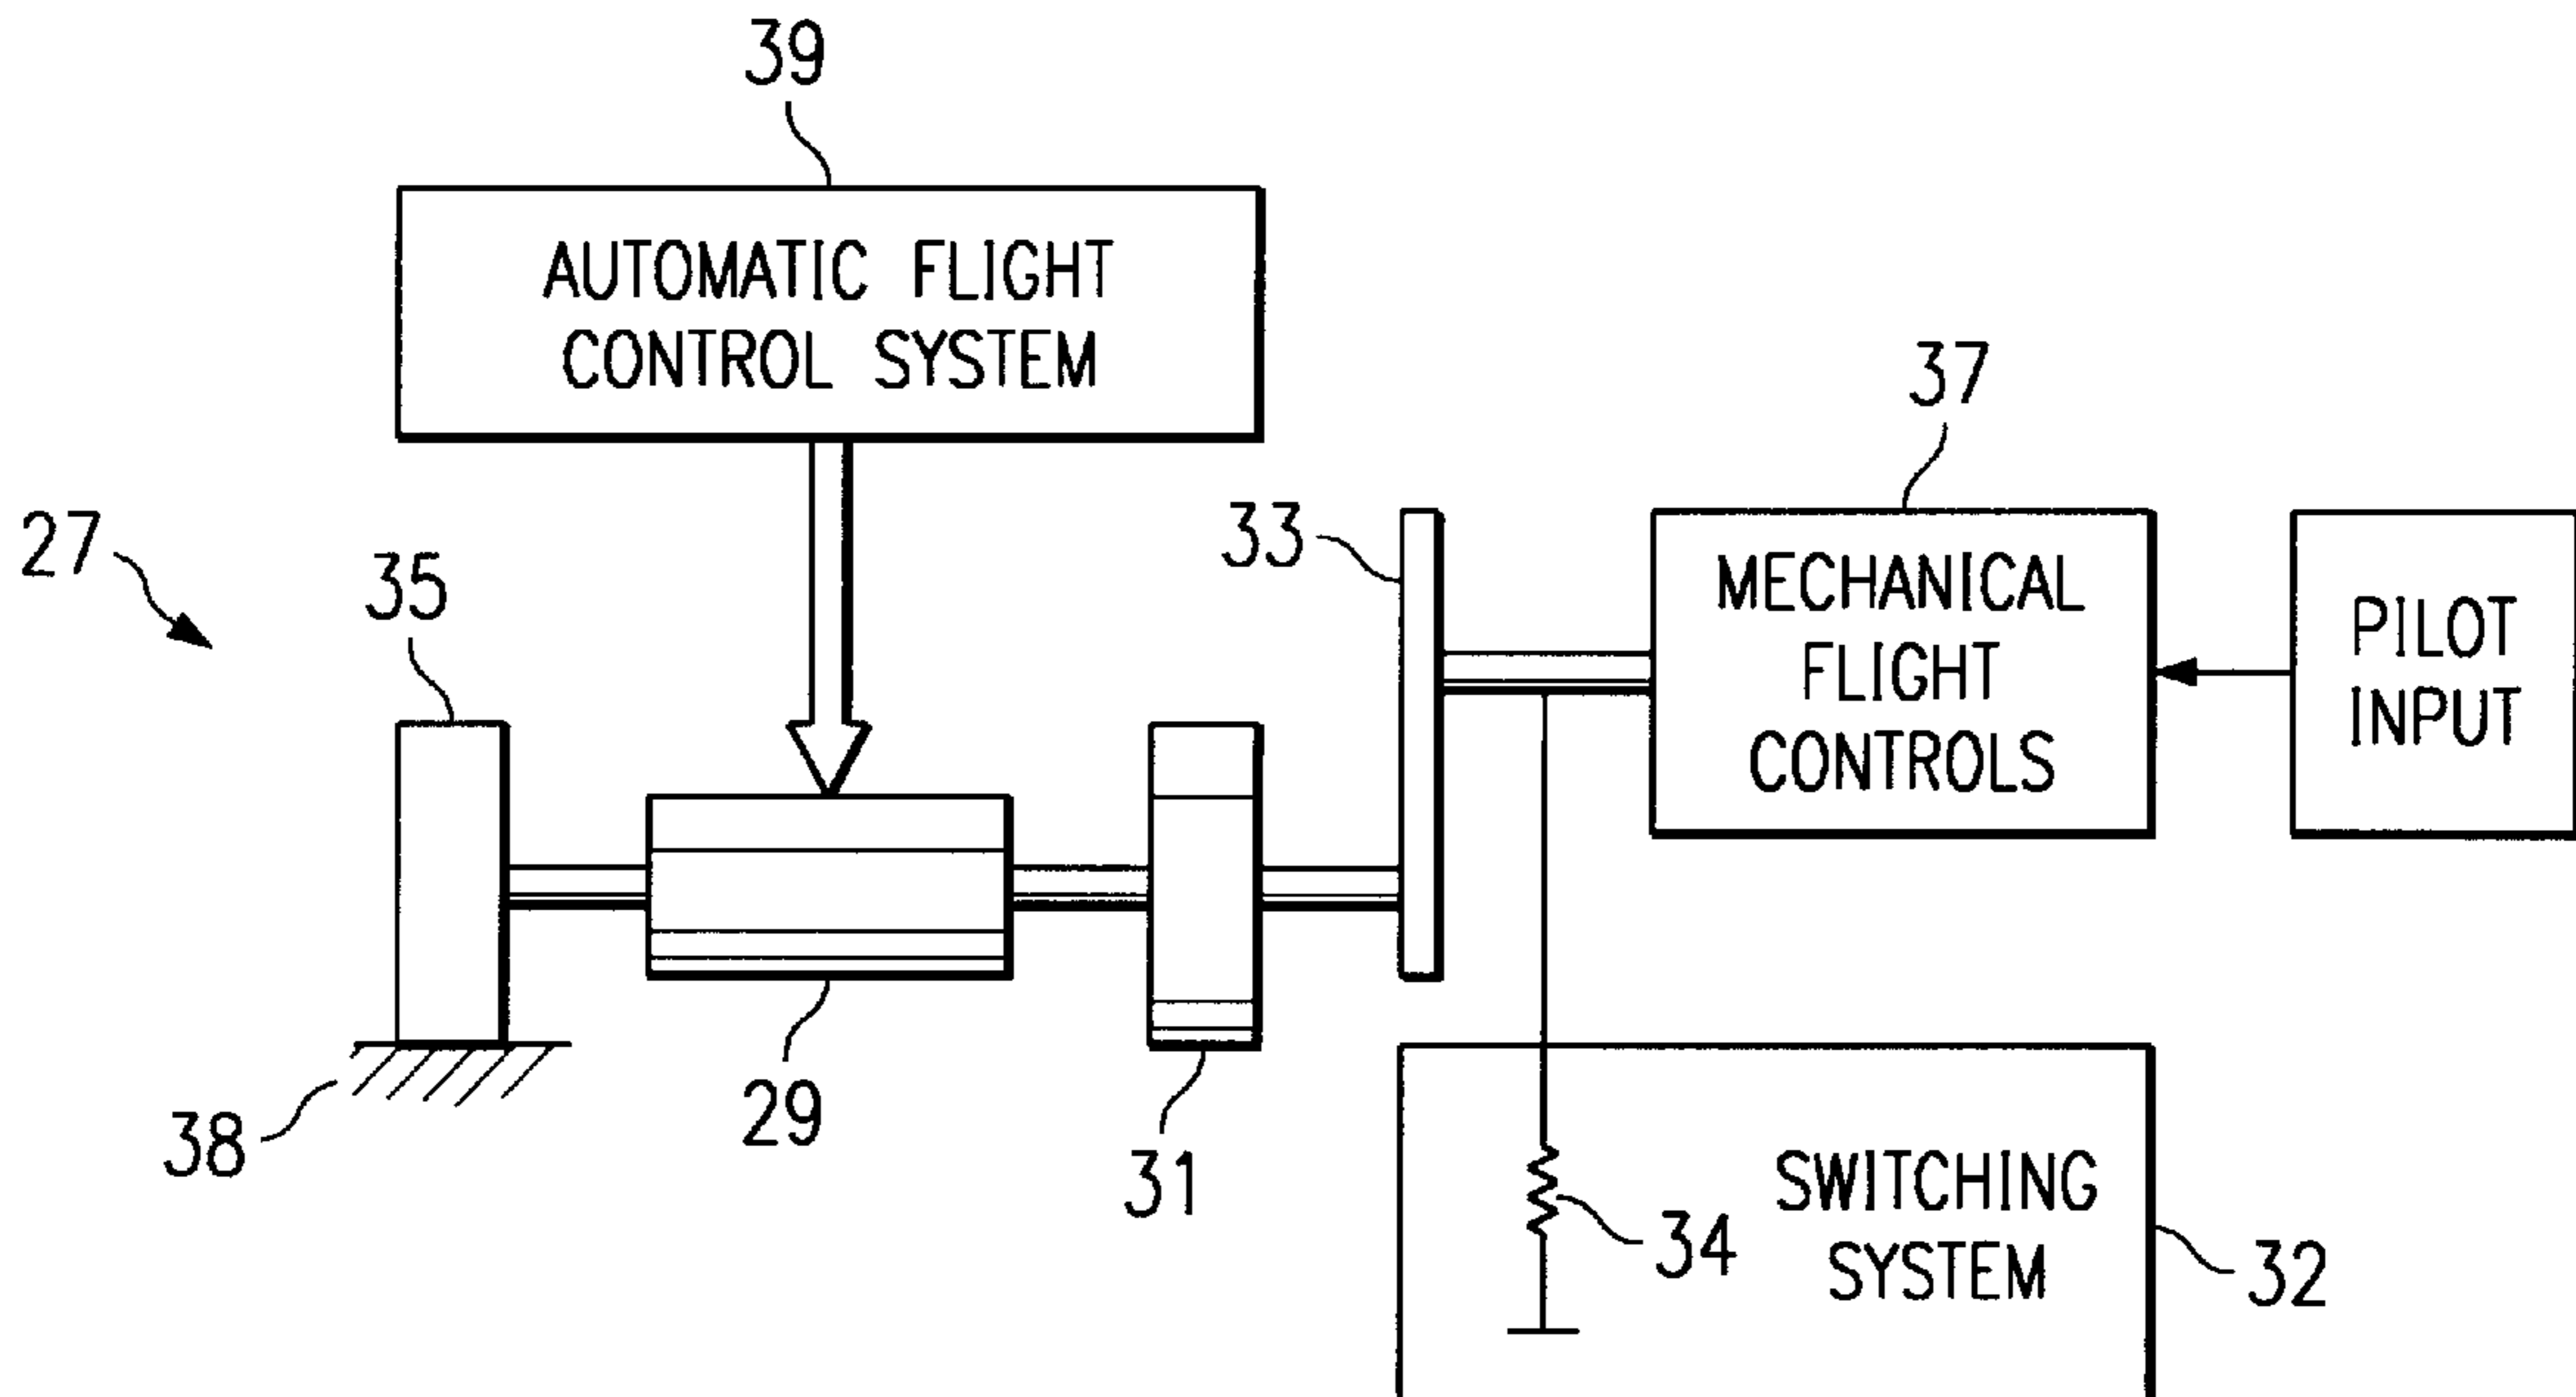 39
AUTOMATIC FLIGHT
CONTROL SYSTEM
37
27
35
33
MECHANICAL
FLIGHT
CONTROLS
PILOT
INPUT
38
29
31
SWITCHING
SYSTEM
34
32